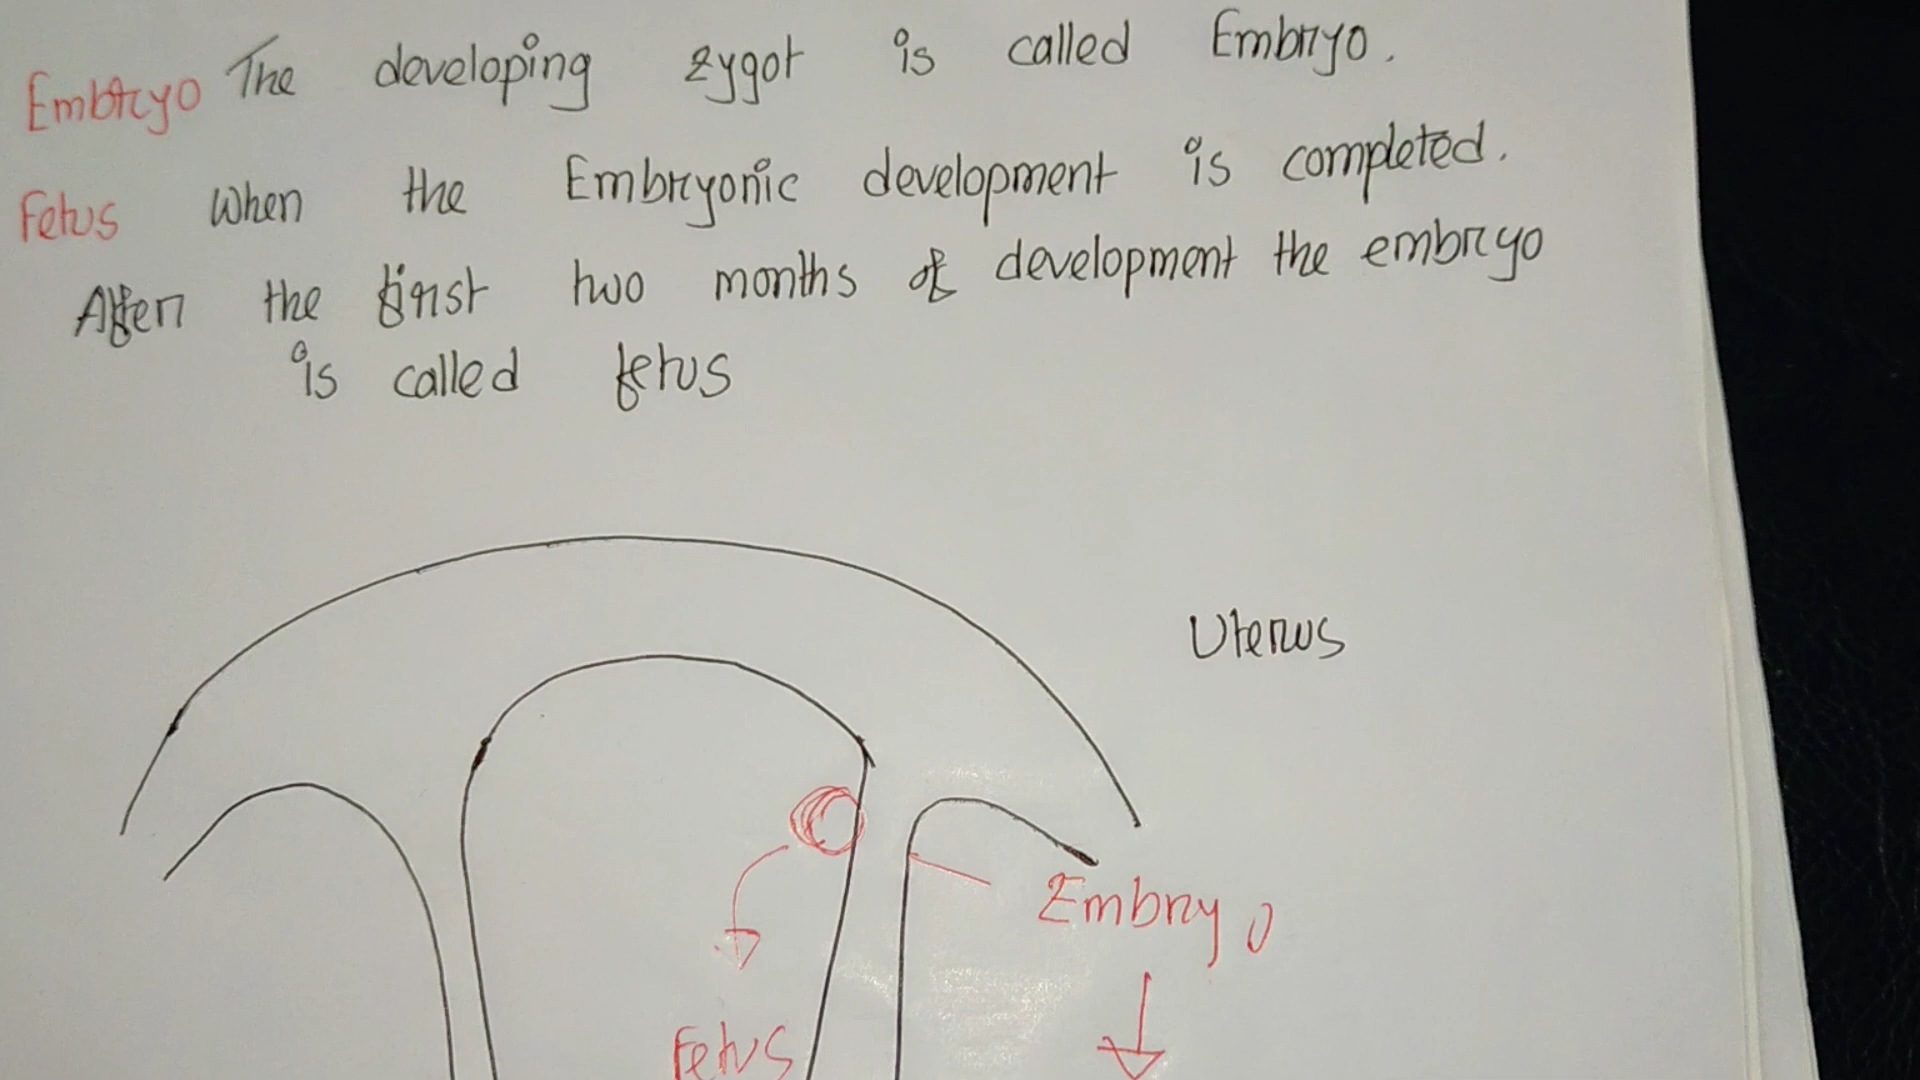 Embryo The developing zygot is called Embryo.
Fetus When the Embryonic development is completed.
After the first two months of development the embryo
is called fetus
Uterus
Embryo
Fetus